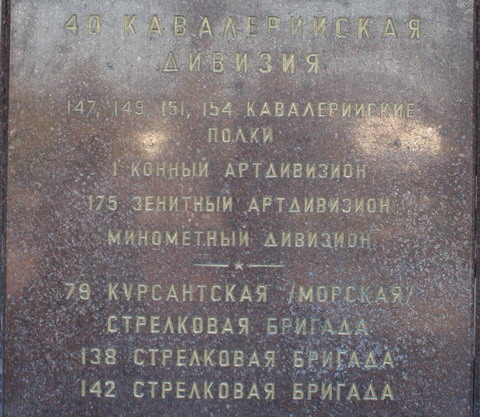 40 КАВАЛЕРИЙСКАЯ
ДИВИЗИЯ
147, 149, 151, 154 КАВАЛЕРИЙСКИЕ
ПОЛКИ
1 КОННЫЙ АРТДИВИЗИОН
175 ЗЕНИТНЫЙ АРТДИВИЗИОН
МИНОМЕТНЫЙ ДИВИЗИОН
79 КУРСАНТСКАЯ /МОРСКАЯ/
СТРЕЛКОВАЯ БРИГАДА
138 СТРЕЛКОВАЯ БРИГАДА
142 СТРЕЛКОВАЯ БРИГАДА